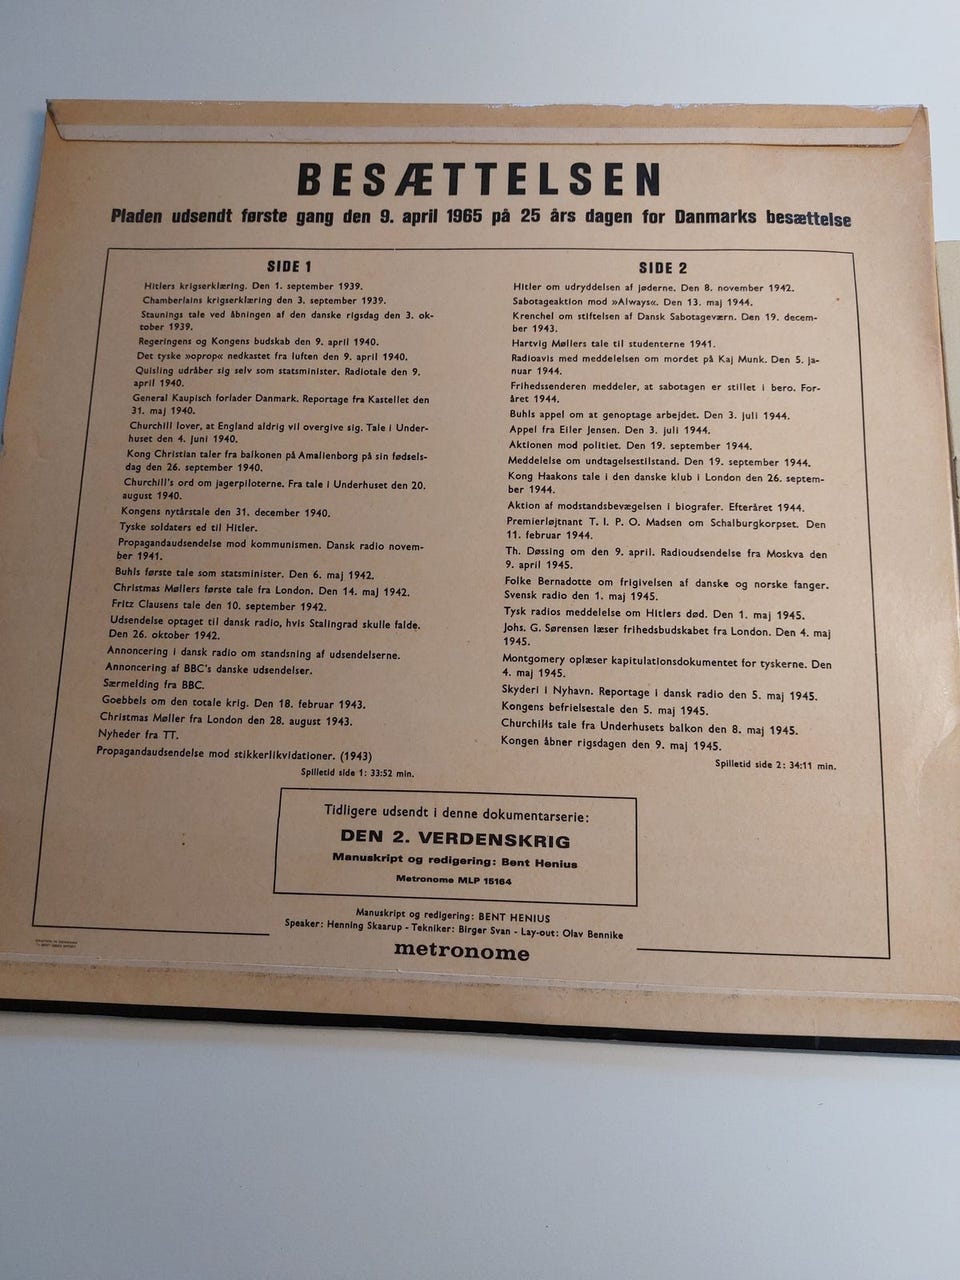 BESÆTTELSEN
Pladen udsendt første gang den 9. april 1965 på 25 års dagen for Danmarks besættelse
SIDE 1
Hitlers krigserklæring. Den 1. september 1939.
Chamberlains krigserklæring den 3. september 1939.
Staunings tale ved åbningen af den danske rigsdag den 3. ok-
tober 1939.
Regeringens og Kongens budskab den 9. april 1940.
Det tyske »oprop« nedkastet fra luften den 9. april 1940.
Quisling udråber sig selv som statsminister. Radiotale den 9.
april 1940.
General Kaupisch forlader Danmark. Reportage fra Kastellet den
31. maj 1940.
Churchill lover, at England aldrig vil overgive sig. Tale i Under-
huset den 4. juni 1940.
Kong Christian taler fra balkonen på Amalienborg på sin fødsels-
dag den 26. september 1940.
Churchill's ord om jagerpiloterne. Fra tale i Underhuset den 20.
august 1940.
Kongens nytårstale den 31. december 1940.
Tyske soldaters ed til Hitler.
Propagandaudsendelse mod kommunismen. Dansk radio novem-
ber 1941.
Buhls første tale som statsminister. Den 6. maj 1942.
Christmas Møllers første tale fra London. Den 14. maj 1942.
Fritz Clausens tale den 10. september 1942.
Udsendelse optaget til dansk radio, hvis Stalingrad skulle falde.
Den 26. oktober 1942.
Annoncering i dansk radio om standsning af udsendelserne.
Annoncering af BBC's danske udsendelser.
Særmelding fra BBC.
Goebbels om den totale krig. Den 18. februar 1943.
Christmas Møller fra London den 28. august 1943.
Nyheder fra TT.
Propagandaudsendelse mod stikkerlikvidationer. (1943)
Spilletid side 1: 33:52 min.
SIDE 2
Hitler om udryddelsen af jøderne. Den 8. november 1942.
Sabotageaktion mod »Always«. Den 13. maj 1944.
Krenchel om stiftelsen af Dansk Sabotageværn. Den 19. decem-
ber 1943.
Hartvig Møllers tale til studenterne 1941.
Radioavis med meddelelsen om mordet på Kaj Munk. Den 5. ja-
nuar 1944.
Frihedssenderen meddeler, at sabotagen er stillet i bero. For-
året 1944.
Buhls appel om at genoptage arbejdet. Den 3. juli 1944.
Appel fra Eiler Jensen. Den 3. juli 1944.
Aktionen mod politiet. Den 19. september 1944.
Meddelelse om undtagelsestilstand. Den 19. september 1944.
Kong Haakons tale i den danske klub i London den 26. septem-
ber 1944.
Aktion af modstandsbevægelsen i biografer. Efteråret 1944.
Premierløjtnant T. I. P. O. Madsen om Schalburgkorpset. Den
11. februar 1944.
Th. Døssing om den 9. april. Radioudsendelse fra Moskva den
9. april 1945.
Folke Bernadotte om frigivelsen af danske og norske fanger.
Svensk radio den 1. maj 1945.
Tysk radios meddelelse om Hitlers død. Den 1. maj 1945.
Johs. G. Sørensen læser frihedsbudskabet fra London. Den 4. maj
1945.
Montgomery oplæser kapitulationsdokumentet for tyskerne. Den
4. maj 1945.
Skyderi i Nyhavn. Reportage i dansk radio den 5. maj 1945.
Kongens befrielsestale den 5. maj 1945.
Churchills tale fra Underhusets balkon den 8. maj 1945.
Kongen åbner rigsdagen den 9. maj 1945.
Spilletid side 2: 34:11 min.
Tidligere udsendt i denne dokumentarserie:
DEN 2. VERDENSKRIG
Manuskript og redigering: Bent Henius
Metronome MLP 15164
Manuskript og redigering: BENT HENIUS
Speaker: Henning Skaarup - Tekniker: Birger Svan - Lay-out: Olav Bennike
metronome